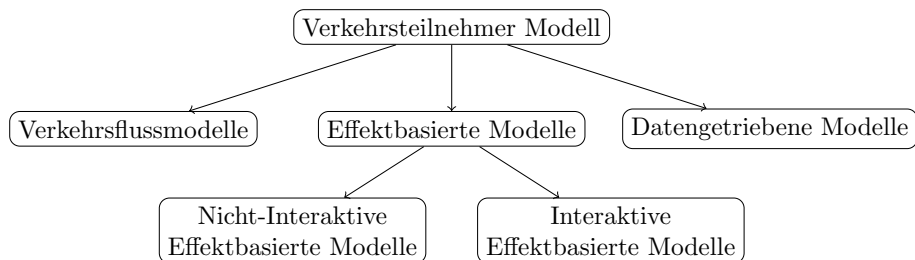 Verkehrsteilnehmer Modell
Verkehrsflussmodelle
Effektbasierte Modelle
Datengetriebene Modelle
Nicht-Interaktive
Effektbasierte Modelle
Interaktive
Effektbasierte Modelle